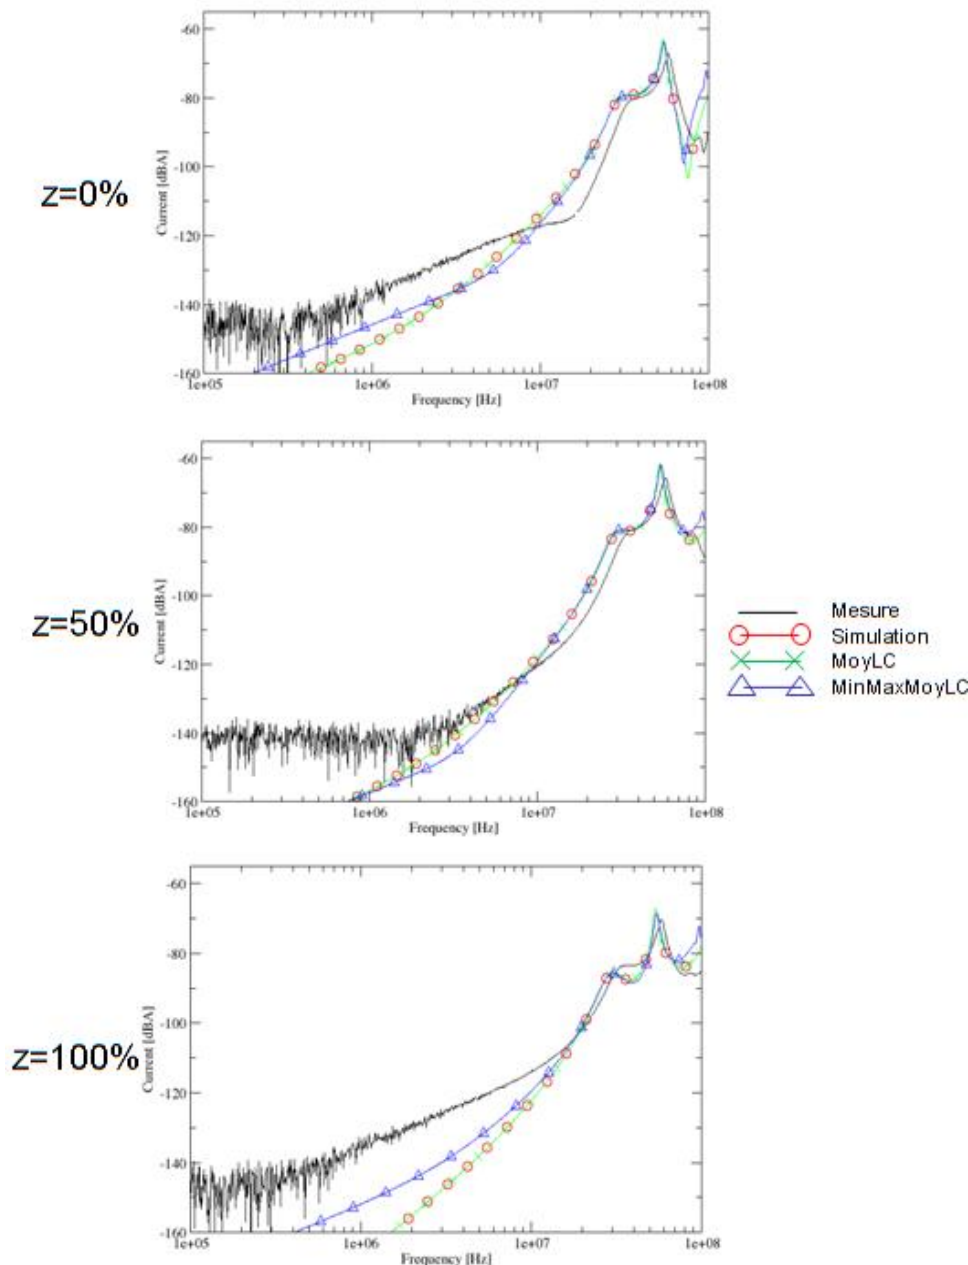 -60
-80
z=0%
Current [dBA]
-100
-120
-140
-160
1e+05
1e+06
1e+07
1e+08
Frequency [Hz]
-60
-80
z=50%
Current [dBA]
-100
-120
-140
-160
1e+05
1e+06
1e+07
1e+08
Frequency [Hz]
Mesure
Simulation
MoyLC
MinMaxMoyLC
-60
-80
z=100%
Current [dBA]
-100
-120
-140
-160
1e+05
1e+06
1e+07
1e+08
Frequency [Hz]